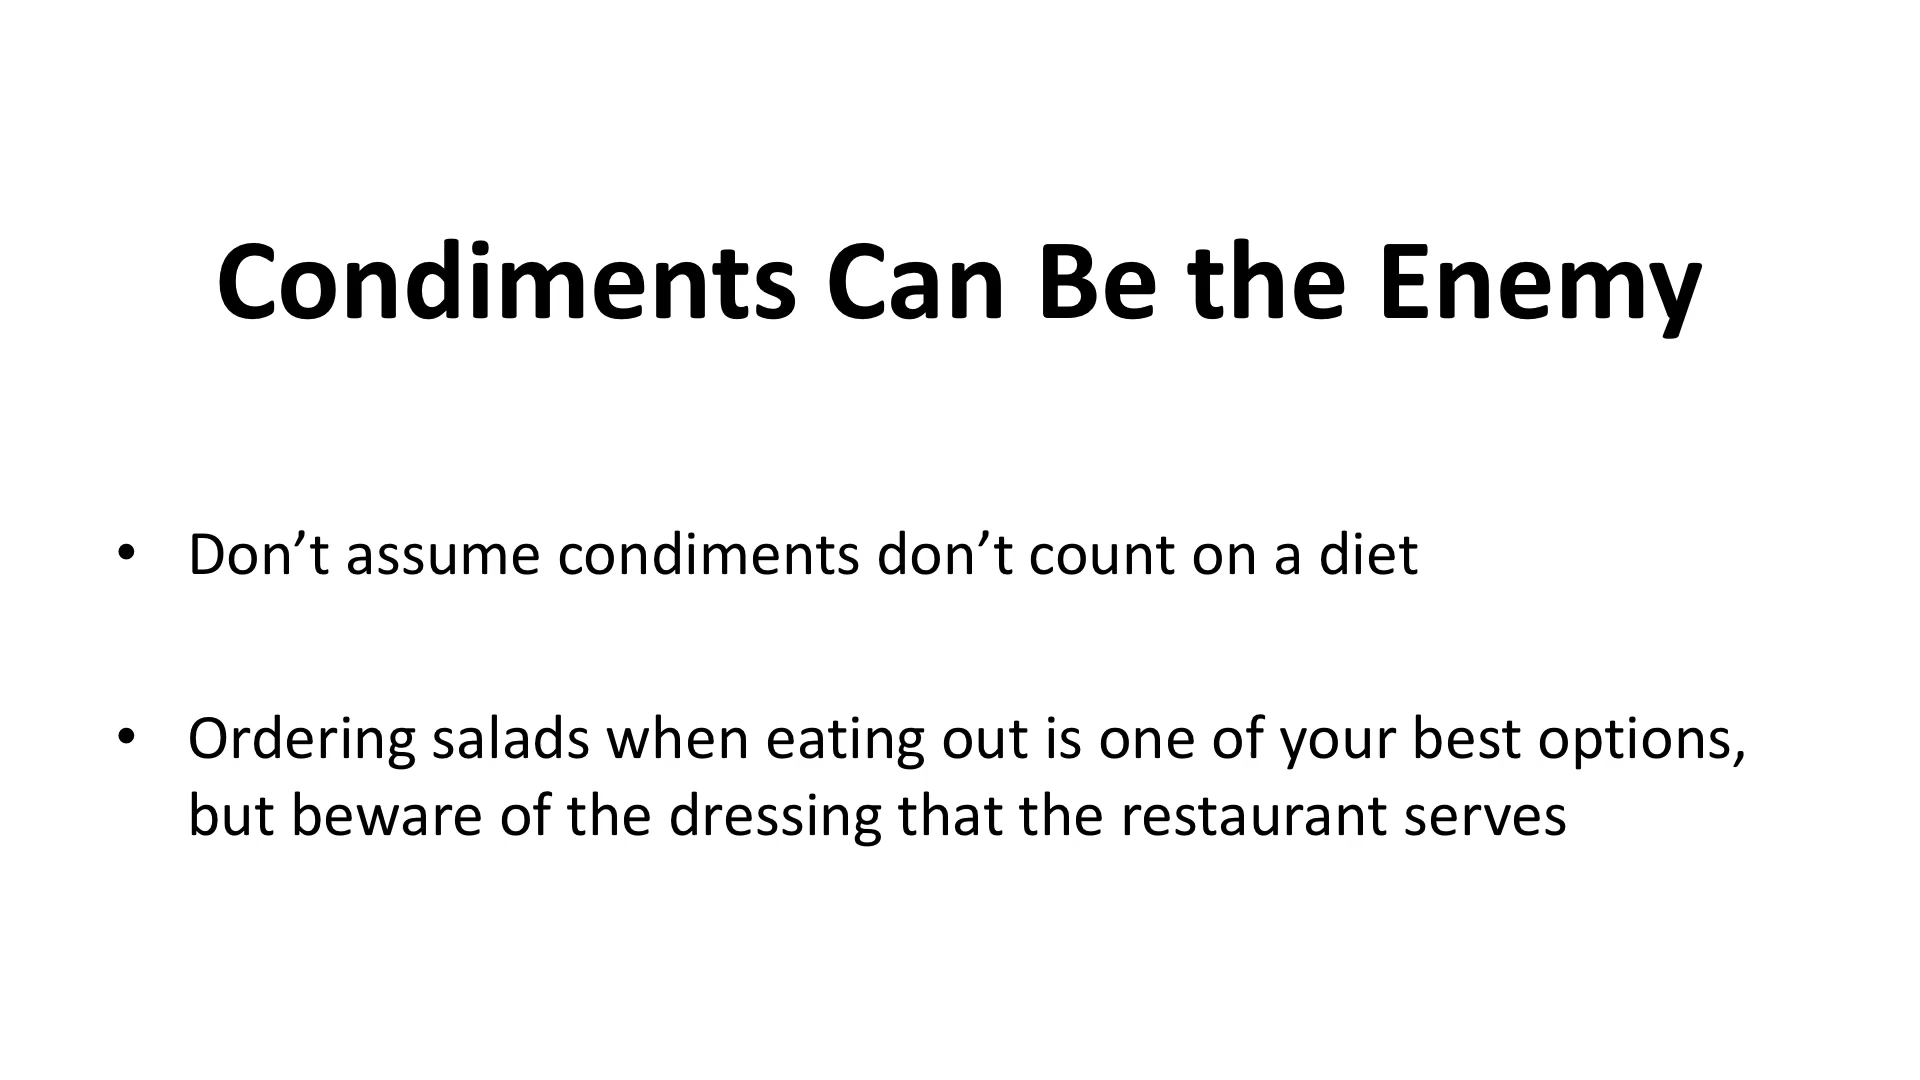 Condiments Can Be the Enemy
• Don’t assume condiments don’t count on a diet
• Ordering salads when eating out is one of your best options,
but beware of the dressing that the restaurant serves